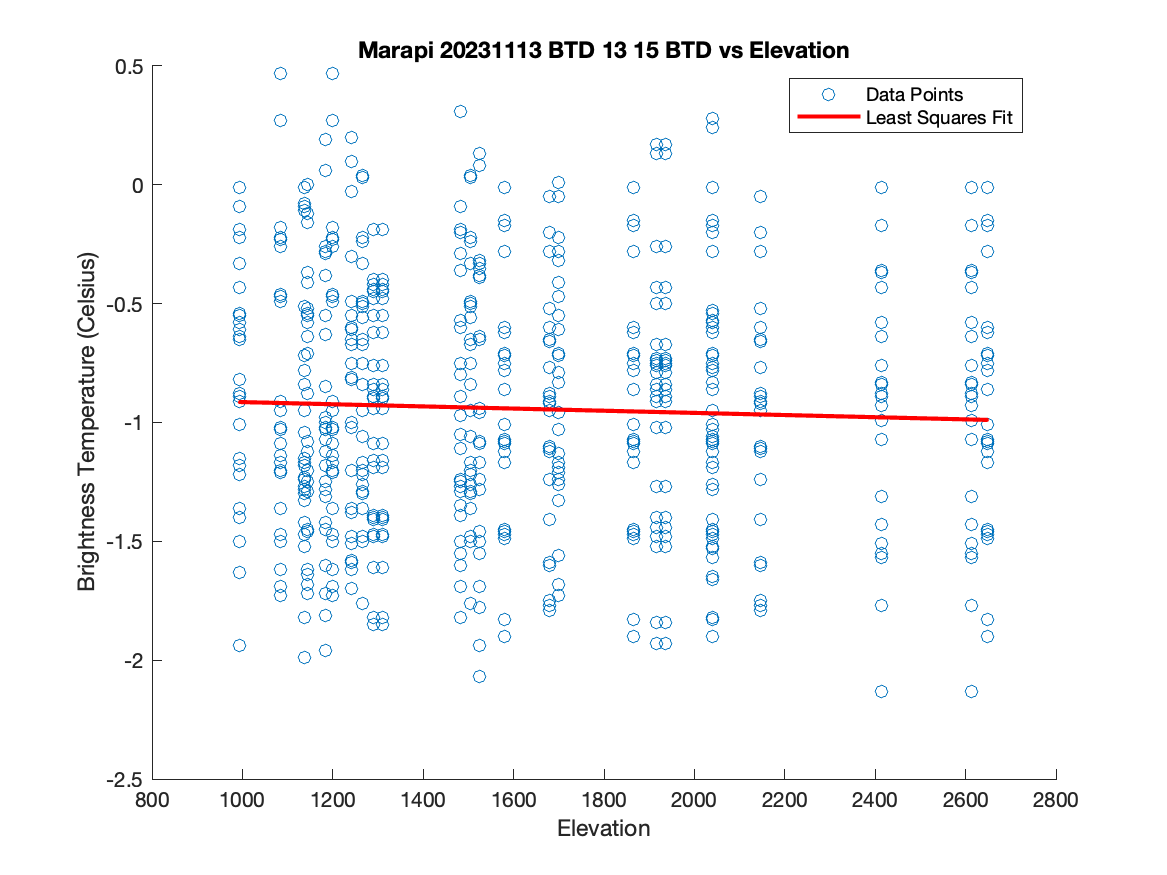 Marapi 20231113 BTD 13 15 BTD vs Elevation
Data Points
Least Squares Fit
Brightness Temperature (Celsius)
0.5
0
-0.5
-1
-1.5
-2
-2.5
800 1000 1200 1400 1600 1800 2000 2200 2400 2600 2800
Elevation